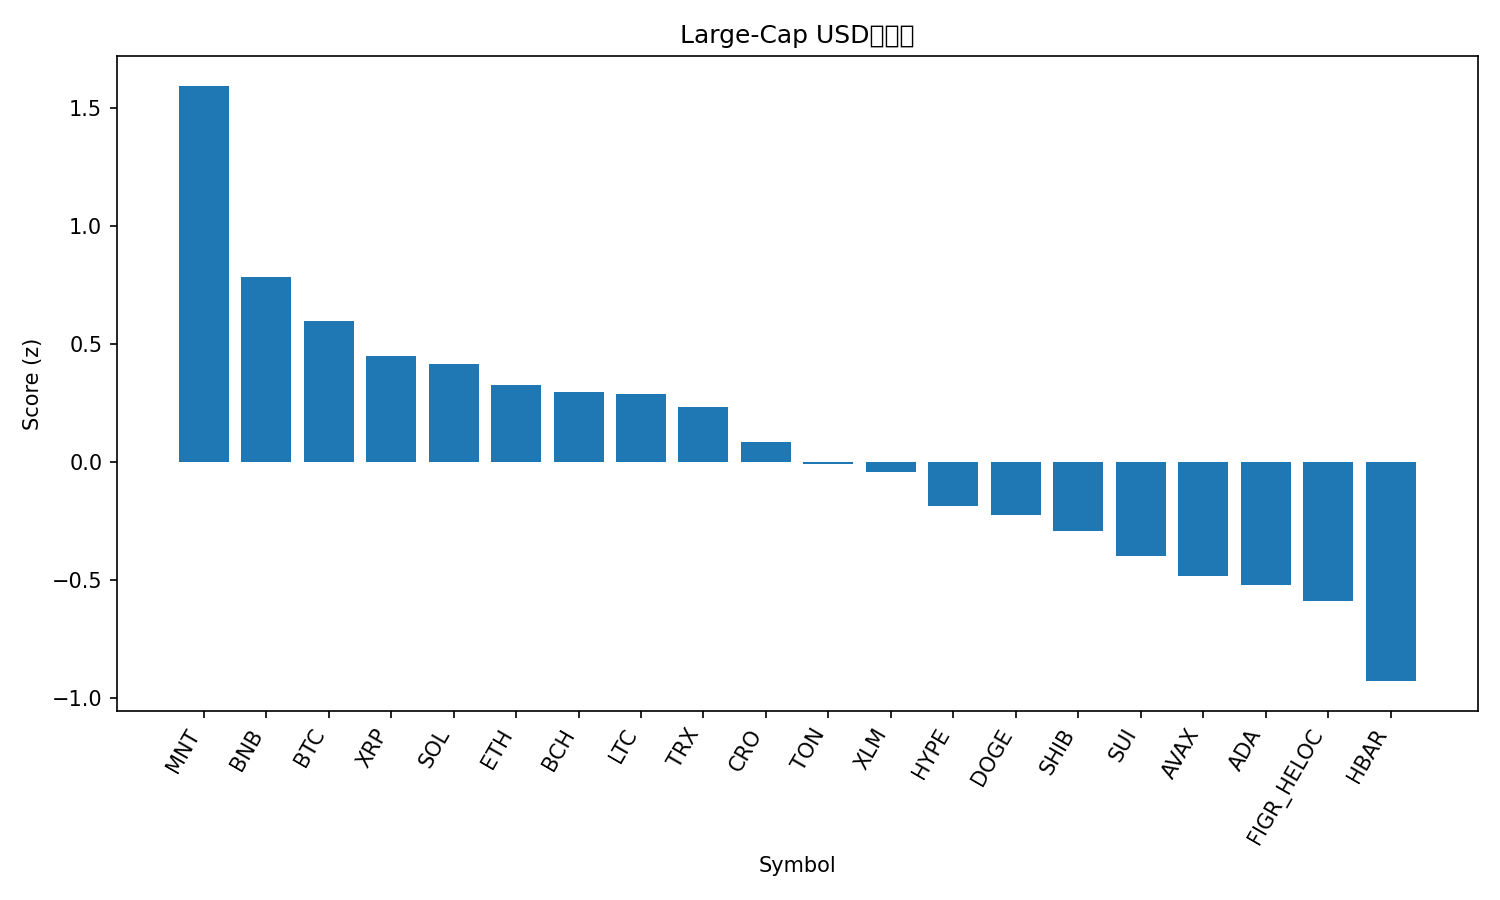 Large-Cap USD
Score (z)
1.5
1.0
0.5
0.0
−0.5
−1.0
MNT
BNB
BTC
XRP
SOL
ETH
BCH
LTC
TRX
CRO
TON
XLM
HYPE
DOGE
SHIB
SUI
AVAX
ADA
FIGR_HELOC
HBAR
Symbol